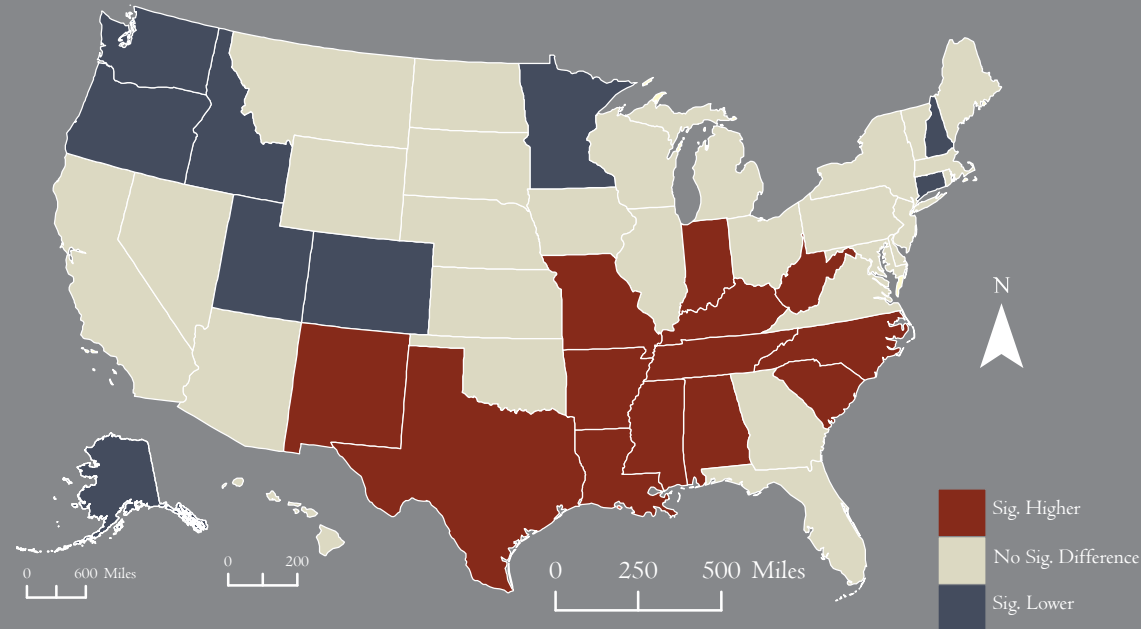 N
Sig. Higher
No Sig. Difference
Sig. Lower
0 600 Miles
0 200
0 250 500 Miles